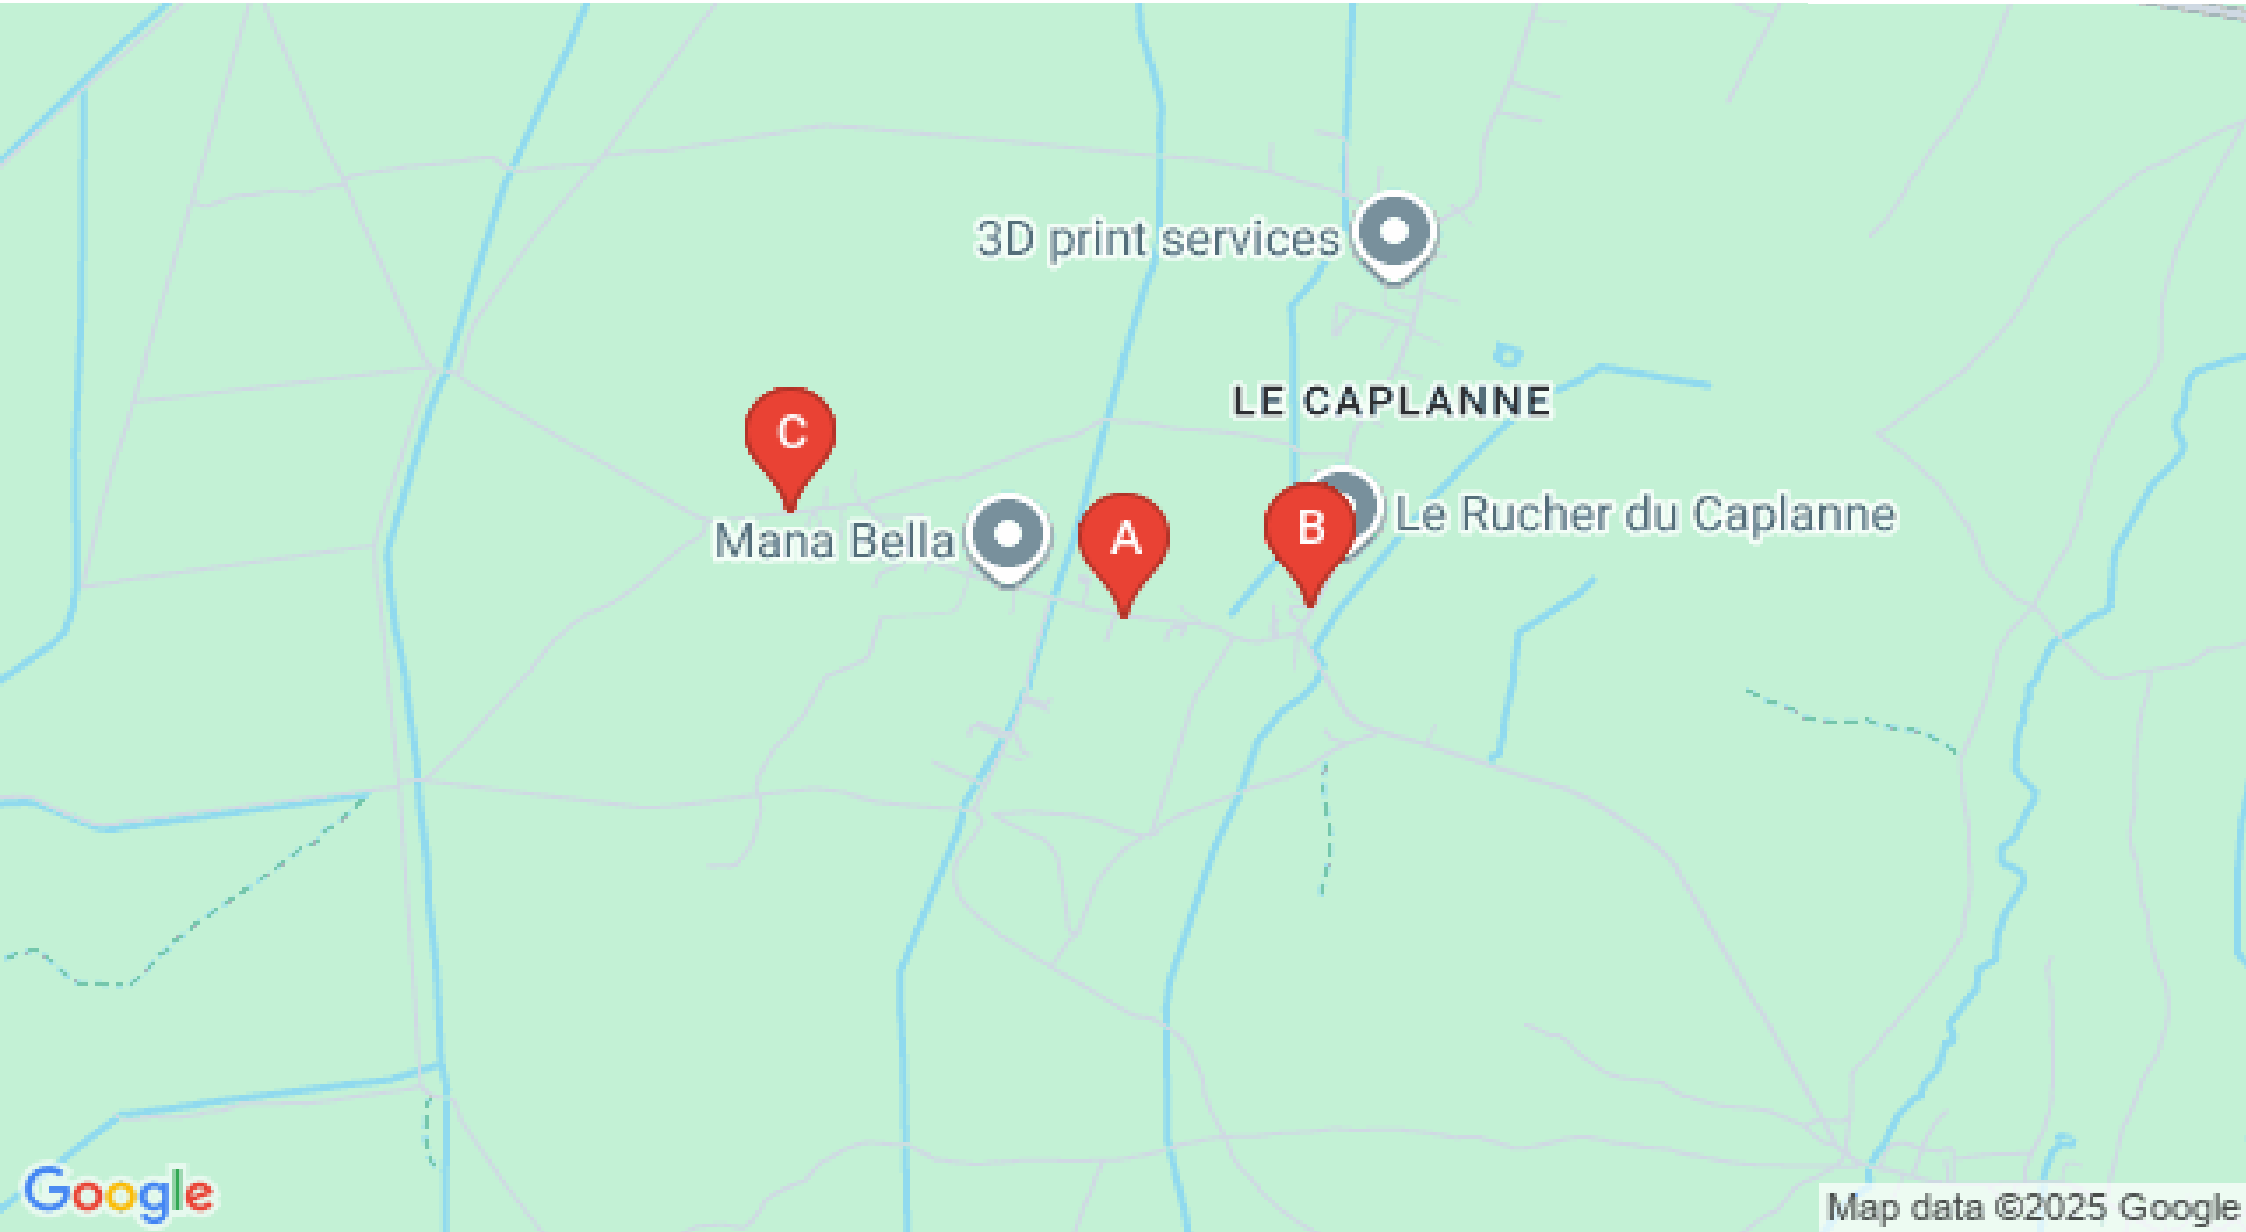 3D print services
LE CAPLANNE
C
Mana Bella
A
B
Le Rucher du Caplanne
Google
Map data ©2025 Google